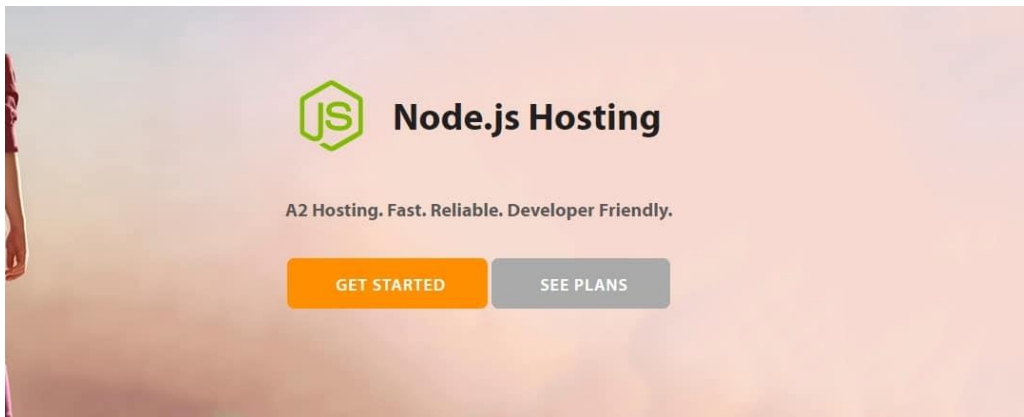 JS
Node.js Hosting
A2 Hosting. Fast. Reliable. Developer Friendly.
GET STARTED
SEE PLANS